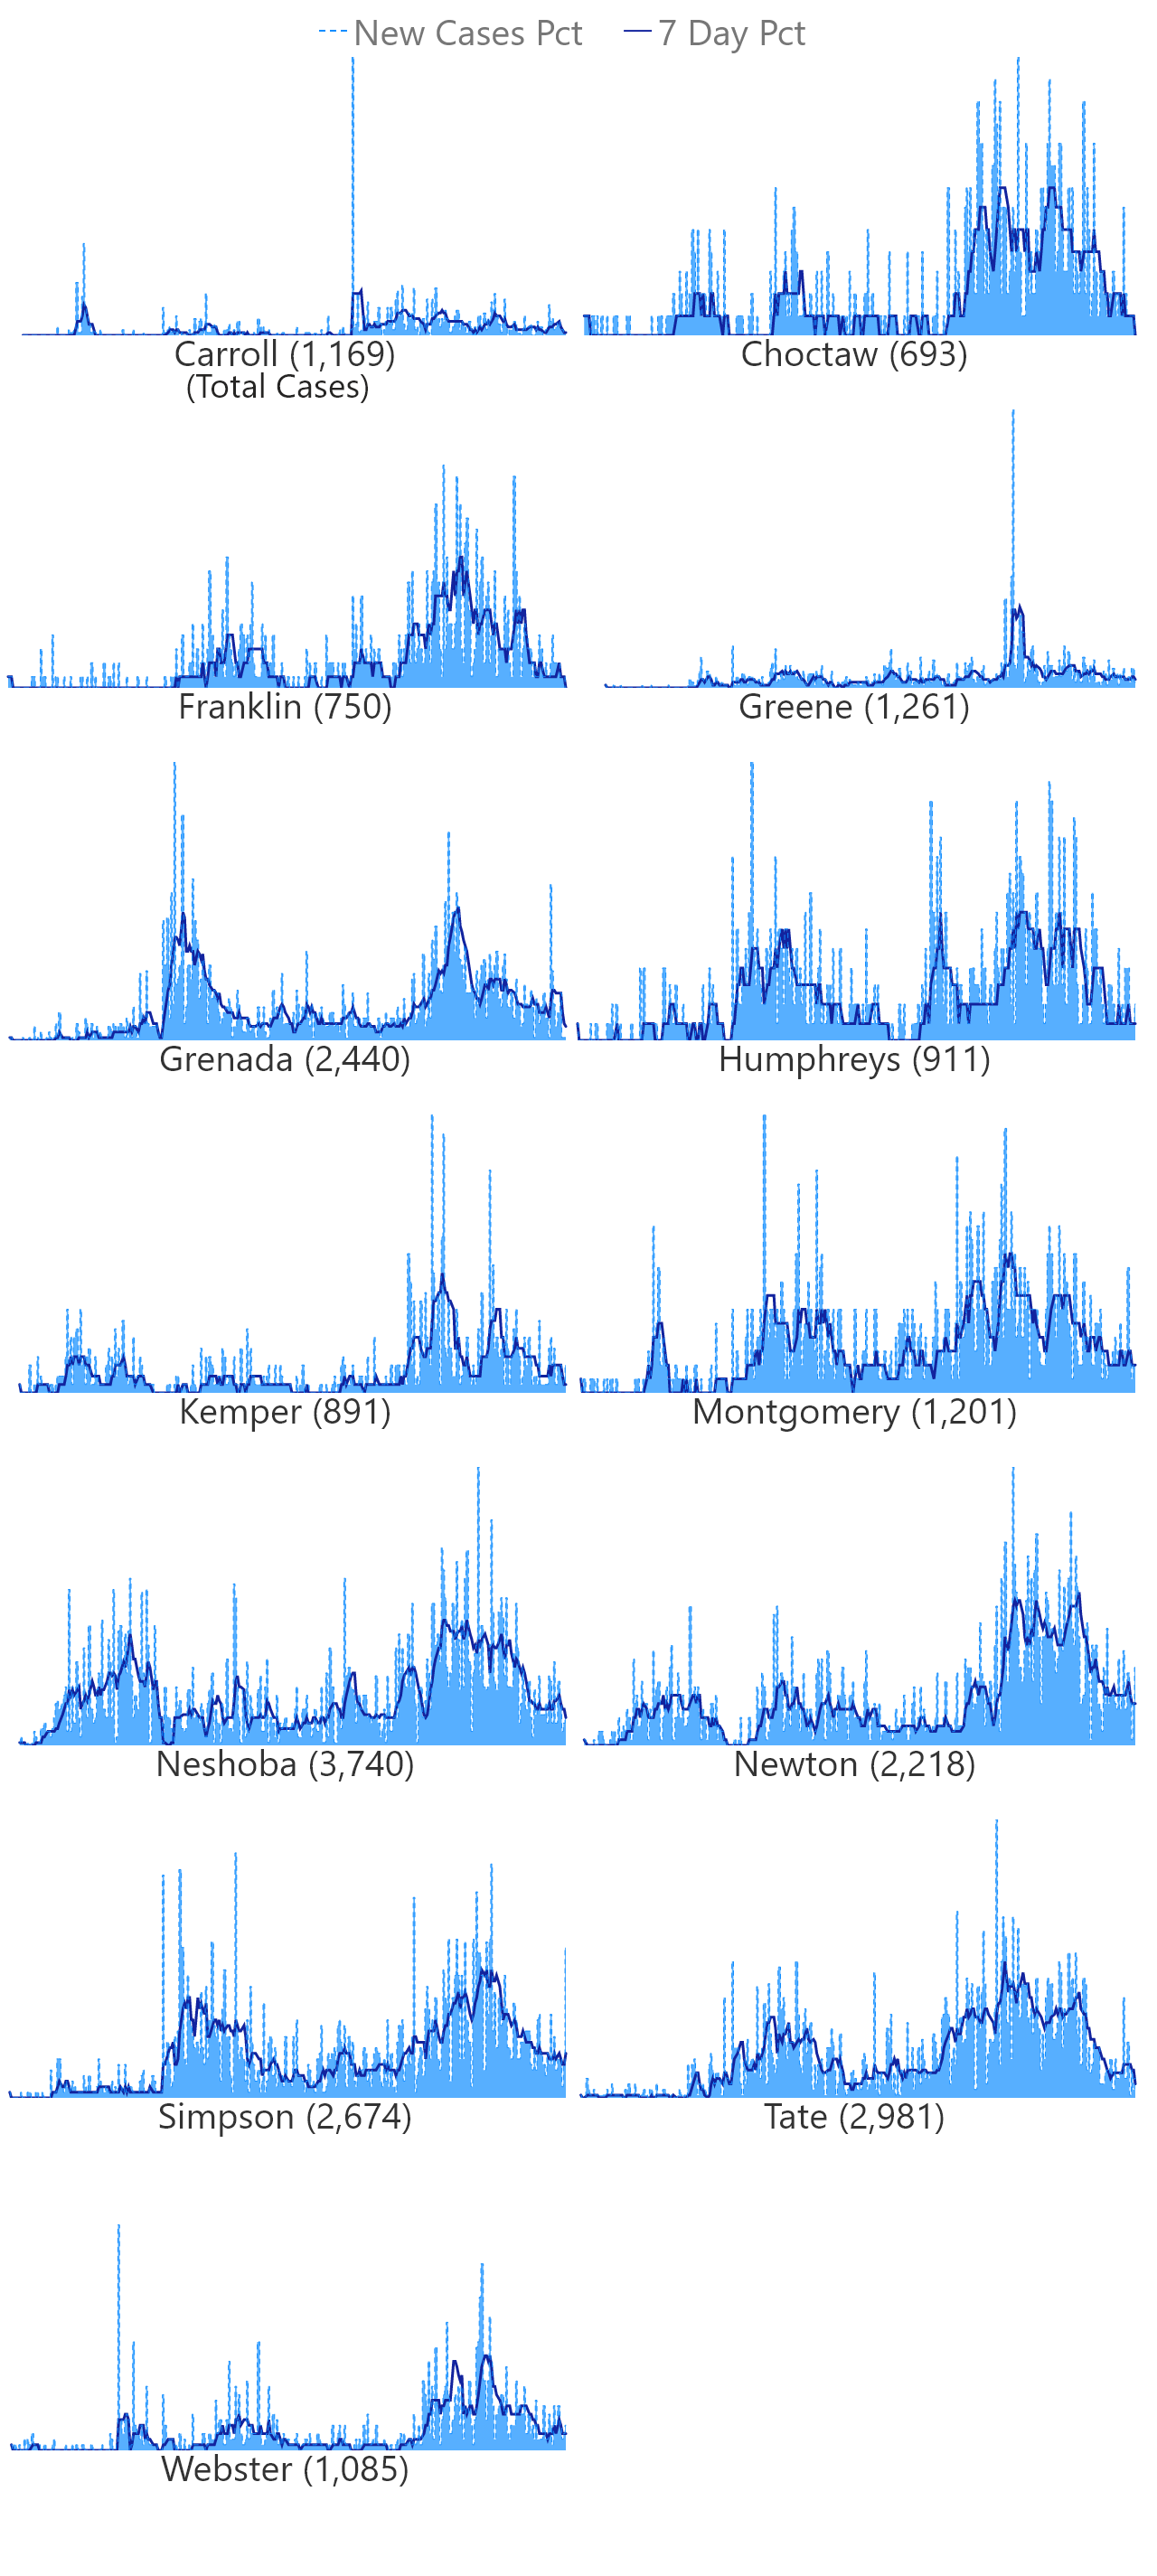 New Cases Pct 7 Day Pct
Carroll (1,169) Choctaw (693)
(Total Cases)
Franklin (750) Greene (1,261)
Grenada (2,440) Humphreys (911)
Kemper (891) Montgomery (1,201)
Neshoba (3,740) Newton (2,218)
Simpson (2,674) Tate (2,981)
Webster (1,085)